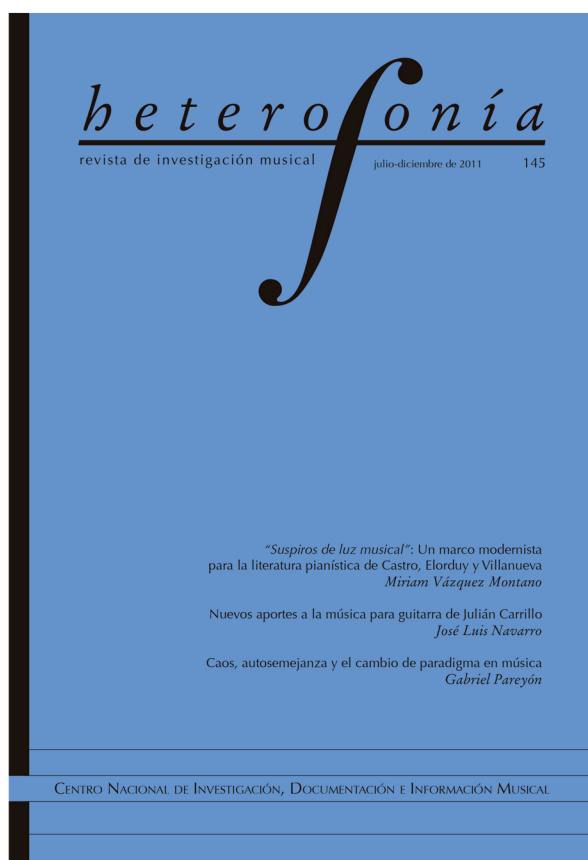 heterofonía
revista de investigación musical
julio-diciembre de 2011
145
"Suspiros de luz musical": Un marco modernista
para la literatura pianística de Castro, Elorduy y Villanueva
Miriam Vázquez Montano
Nuevos aportes a la música para guitarra de Julián Carrillo
José Luis Navarro
Caos, autosemejanza y el cambio de paradigma en música
Gabriel Pareyón
Centro Nacional de Investigación, Documentación e Información Musical